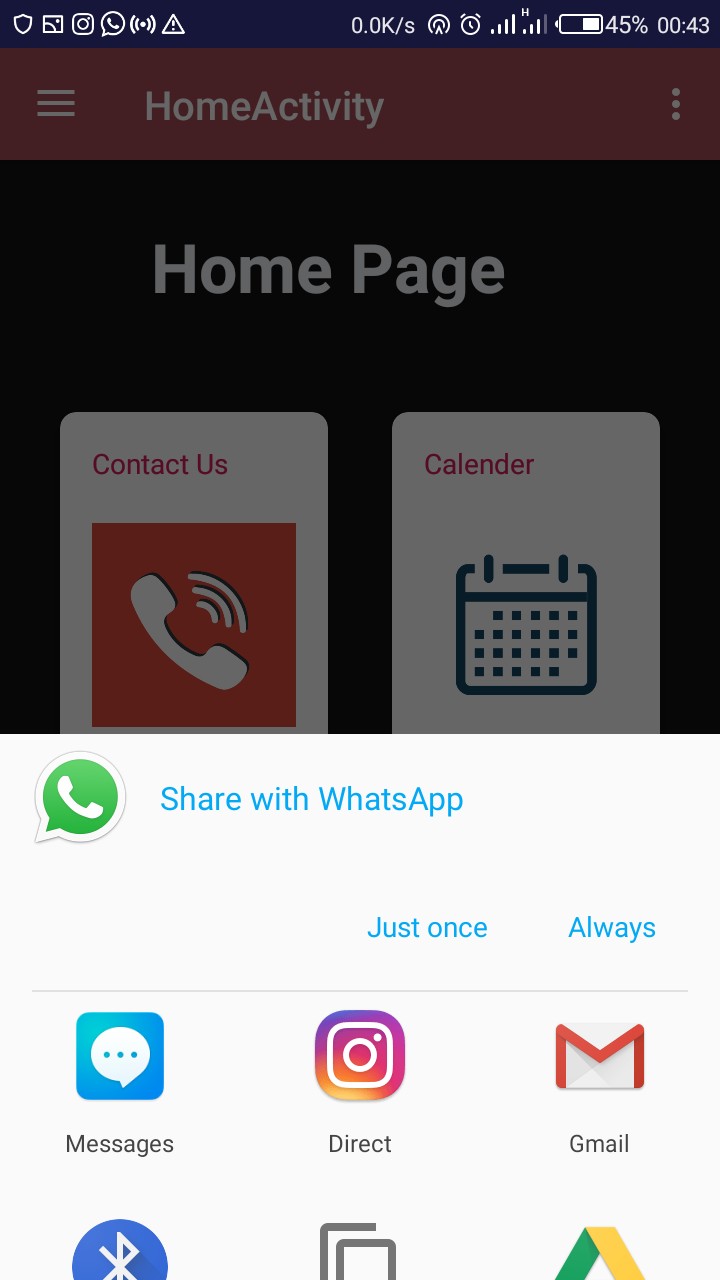 0.0K/s H 45% 00:43
HomeActivity
Home Page
Contact Us
Calender
Share with WhatsApp
Just once
Always
Messages
Direct
Gmail